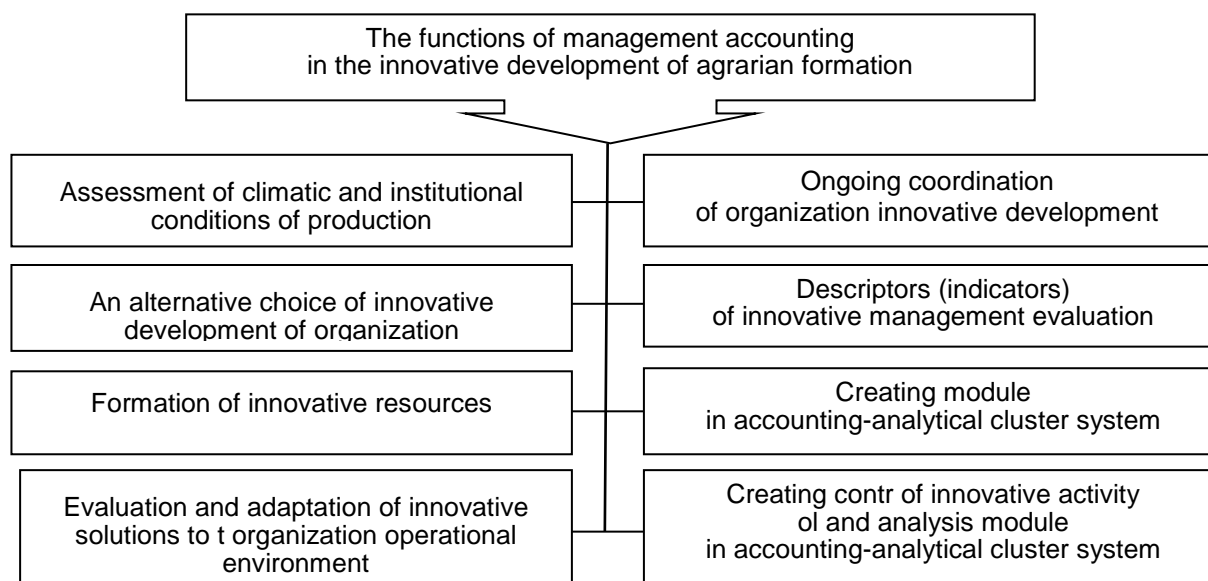 The functions of management accounting
in the innovative development of agrarian formation
Assessment of climatic and institutional
conditions of production
Ongoing coordination
of organization innovative development
An alternative choice of innovative
development of organization
Descriptors (indicators)
of innovative management evaluation
Formation of innovative resources
Creating module
in accounting-analytical cluster system
Evaluation and adaptation of innovative
solutions to t organization operational
environment
Creating contr of innovative activity
ol and analysis module
in accounting-analytical cluster system